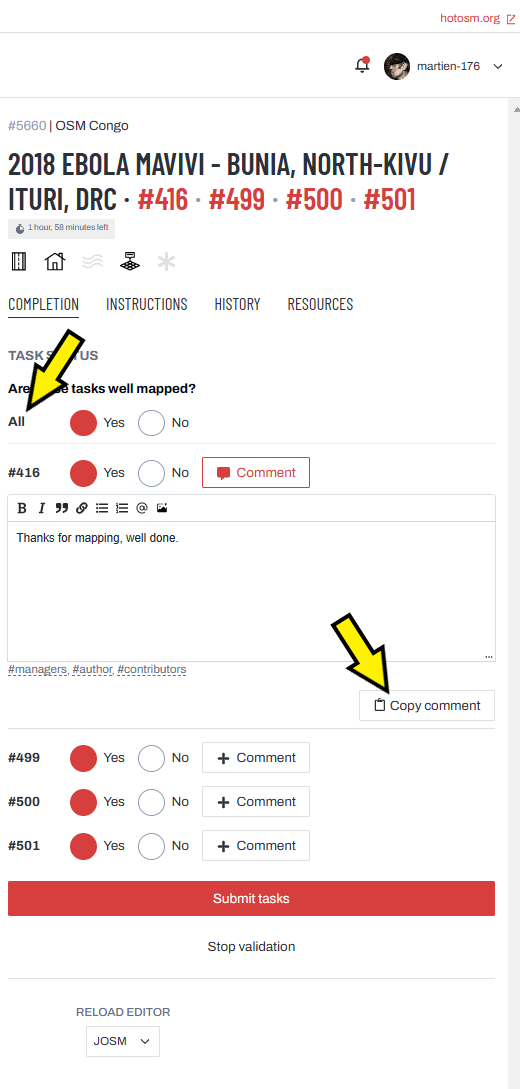 hotosm.org
martien-176
#5660 | OSM Congo
2018 EBOLA MAVIVI - BUNIA, NORTH-KIVU /
ITURI, DRC · #416 · #499 · #500 · #501
1 hour, 58 minutes left
COMPLETION INSTRUCTIONS HISTORY RESOURCES
TASK S TUS
Are se tasks well mapped?
All Yes No
#416 Yes No Comment
B I
Thanks for mapping, well done.
#managers, #author, #contributors
Copy comment
#499 Yes No + Comment
#500 Yes No + Comment
#501 Yes No + Comment
Submit tasks
Stop validation
RELOAD EDITOR
JOSM